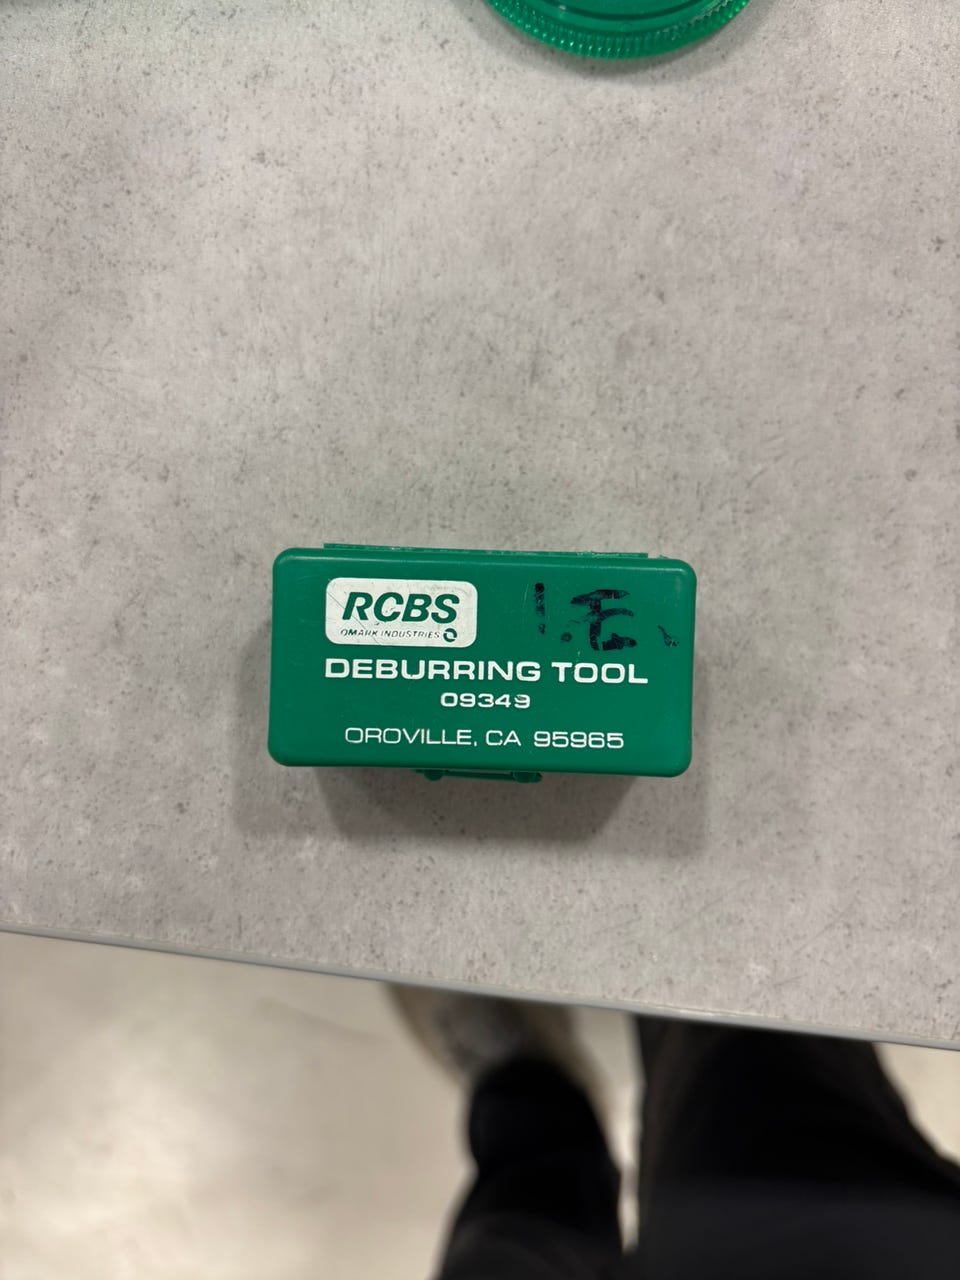 RCBS
OMARK INDUSTRIES
DEBURRING TOOL
09349
OROVILLE, CA 95965